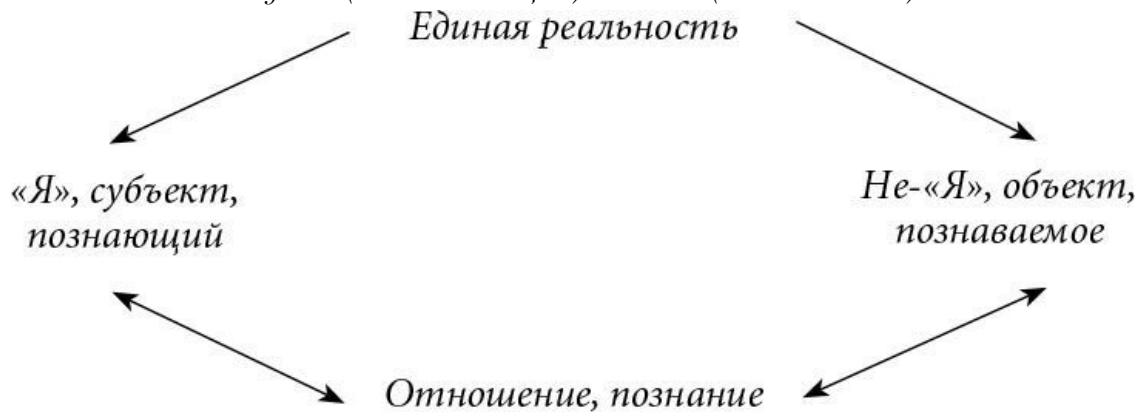 Единая реальность
«Я», субъект,
познающий
Не-«Я», объект,
познаваемое
Отношение, познание